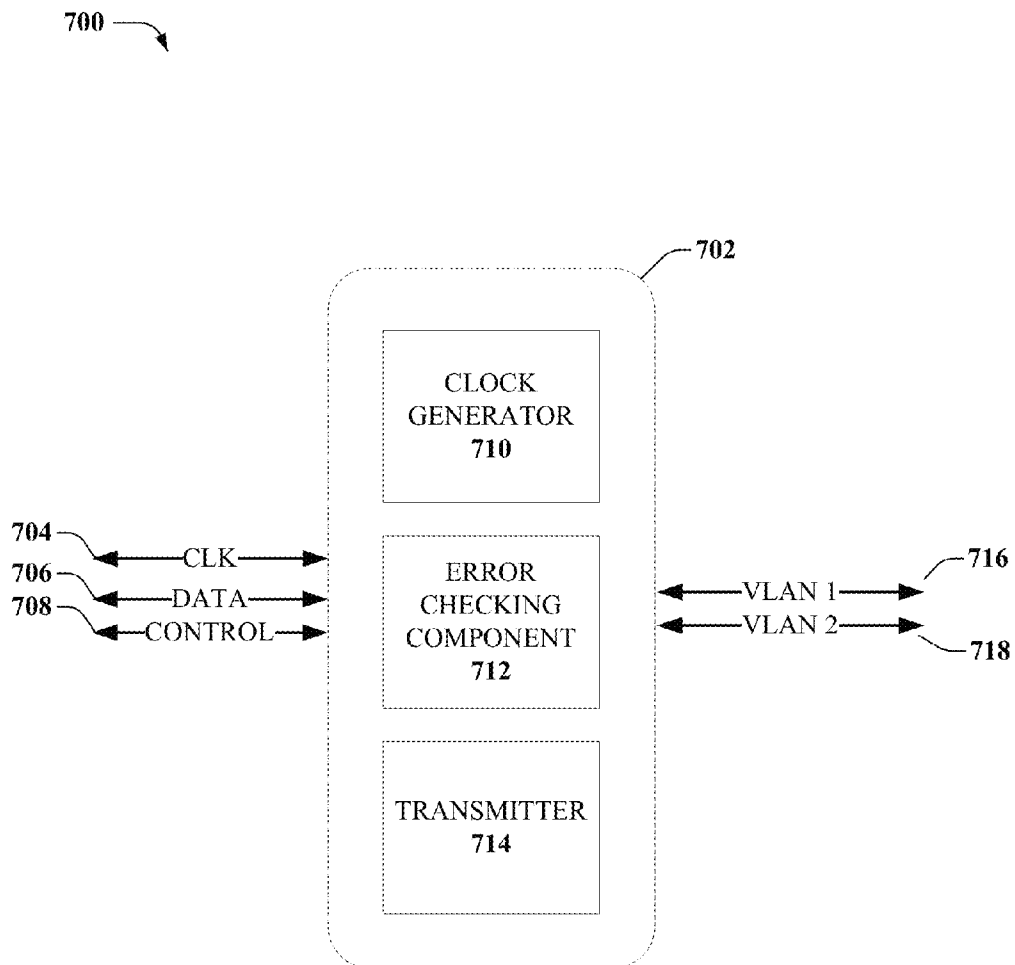 700
702
CLOCK
GENERATOR
710
704
CLK
706
DATA
708
CONTROL
ERROR
CHECKING
COMPONENT
712
716
VLAN 1
VLAN 2
718
TRANSMITTER
714